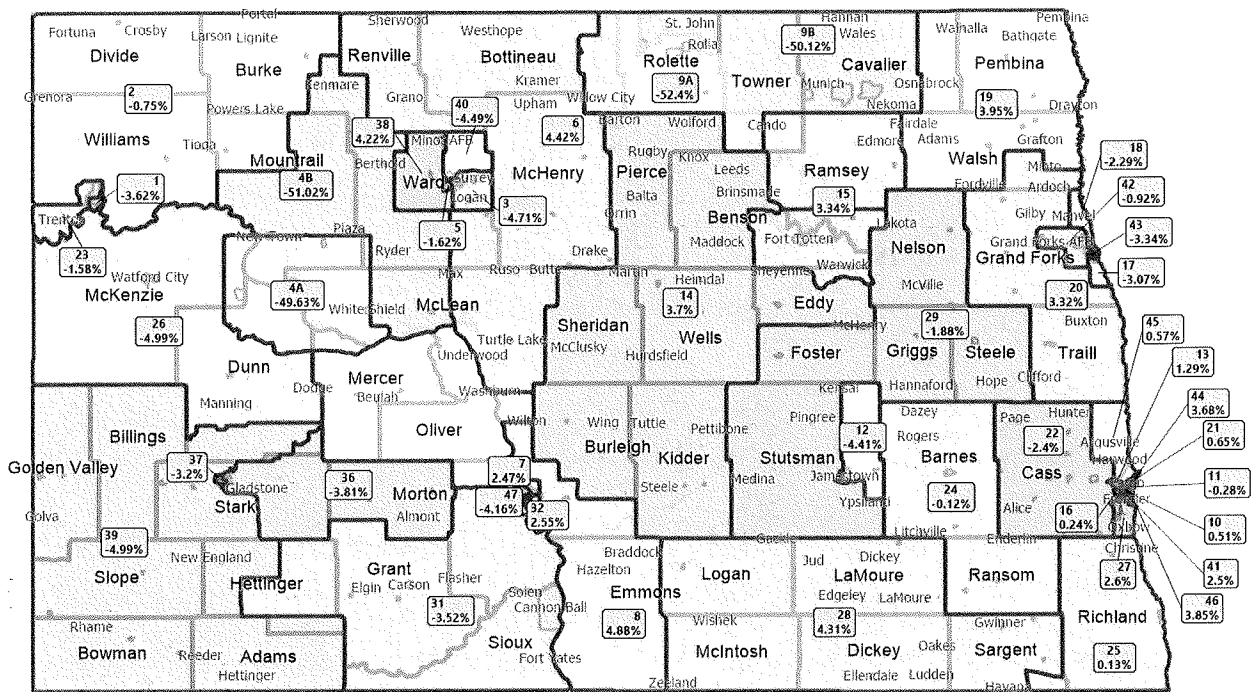 Portal
Sherwood
Hannah
Pembina
Fortuna
Crosby
Larson
Lignite
Westhope
St. John
Rolla
9B
-50.12%
Wales
Walhalla
Bathgate
Divide
Burke
Renville
Bottineau
Rolette
Towner
Cavalier
Pembina
2
-0.75%
9A
-52.4%
Munich
Osnabrock
Nekoma
Kenmare
Kramer
Grenora
Powers Lake
Grano
40
-4.49%
Upham
Willow City
19
3.95%
Drayton
Williams
38
4.22%
6
4.42%
Barton
Wolford
Cando
Fairdale
Adams
Grafton
Tioga
Minot AFB
Rugby
Knox
Edmore
18
-2.29%
Mountrail
4B
-51.02%
Berthold
Ward
Surrey
Logan
McHenry
Pierce
Leeds
Brinsmade
Ramsey
15
3.34%
Walsh
Fordville
Minto
Ardoch
42
-0.92%
1
-3.62%
3
-4.71%
Balta
Orrin
Benson
Gilby
Manvel
43
-3.34%
Trenton
5
-1.62%
Lakota
Nelson
Grand Forks AFB
Grand Forks
17
-3.07%
23
-1.58%
New Town
Plaza
Ryder
Drake
Maddock
Fort Totten
Watford City
McKenzie
Max
Ruso
Butte
Martin
Heimdal
Sheyenne
Warwick
McVille
20
3.32%
4A
-49.63%
White Shield
McLean
14
3.7%
Eddy
Buxton
26
-4.99%
Sheridan
McClusky
Wells
Hurdsfield
McHenry
29
-1.88%
45
0.57%
Dunn
Turtle Lake
Underwood
Foster
Griggs
Steele
Traill
13
1.29%
Dodge
Mercer
Beulah
Washburn
Hannaford
Hope
Clifford
44
3.68%
Manning
Wilton
Wing
Tuttle
Pettibone
Kensal
Pingree
Dazey
Page
Hunter
21
0.65%
Billings
Oliver
Burleigh
Kidder
Stutsman
12
-4.41%
Rogers
Barnes
22
-2.4%
Argusville
Harwood
Golden Valley
37
-3.2%
Gladstone
Stark
36
-3.81%
Morton
Almont
7
2.47%
47
-4.16%
32
2.55%
Steele
Medina
Jamestown
Ypsilanti
24
-0.12%
Cass
11
-0.28%
Golva
Alice
16
0.24%
10
0.51%
39
-4.99%
New England
Litchville
Enderlin
Oxbow
Christine
27
2.6%
41
2.5%
Slope
Hettinger
Grant
Elgin
Carson
Flasher
Braddock
Hazelton
Gackle
Jud
Dickey
Solen
Cannon Ball
Emmons
Logan
LaMoure
Edgeley
LaMoure
Ransom
Richland
46
3.85%
31
-3.52%
8
4.88%
28
4.31%
Wishek
Gwinner
Rhame
Bowman
Reeder
Adams
Hettinger
Sioux
Fort Yates
McIntosh
Dickey
Oakes
Sargent
25
0.13%
Zeeland
Ellendale
Ludden
Havana